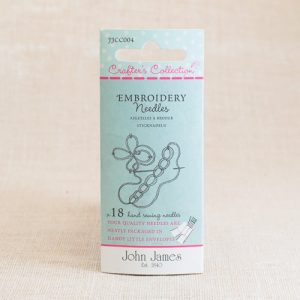 JJCC004
Crafter's Collection
EMBROIDERY
Needles
AIGUILLES A BRODER
STICKNADELN
x 18 hand sewing needles
YOUR QUALITY NEEDLES ARE
NEATLY PACKAGED IN
HANDY LITTLE ENVELOPES
John James
Est. 1840